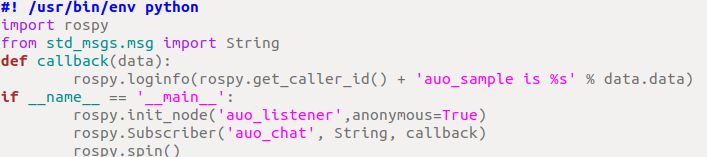 #! /usr/bin/env python
import rospy
from std_msgs.msg import String
def callback(data):
        rospy.loginfo(rospy.get_caller_id() + 'auo_sample is %s' % data.data)
if __name__ == '__main__':
        rospy.init_node('auo_listener',anonymous=True)
        rospy.Subscriber('auo_chat', String, callback)
        rospy.spin()